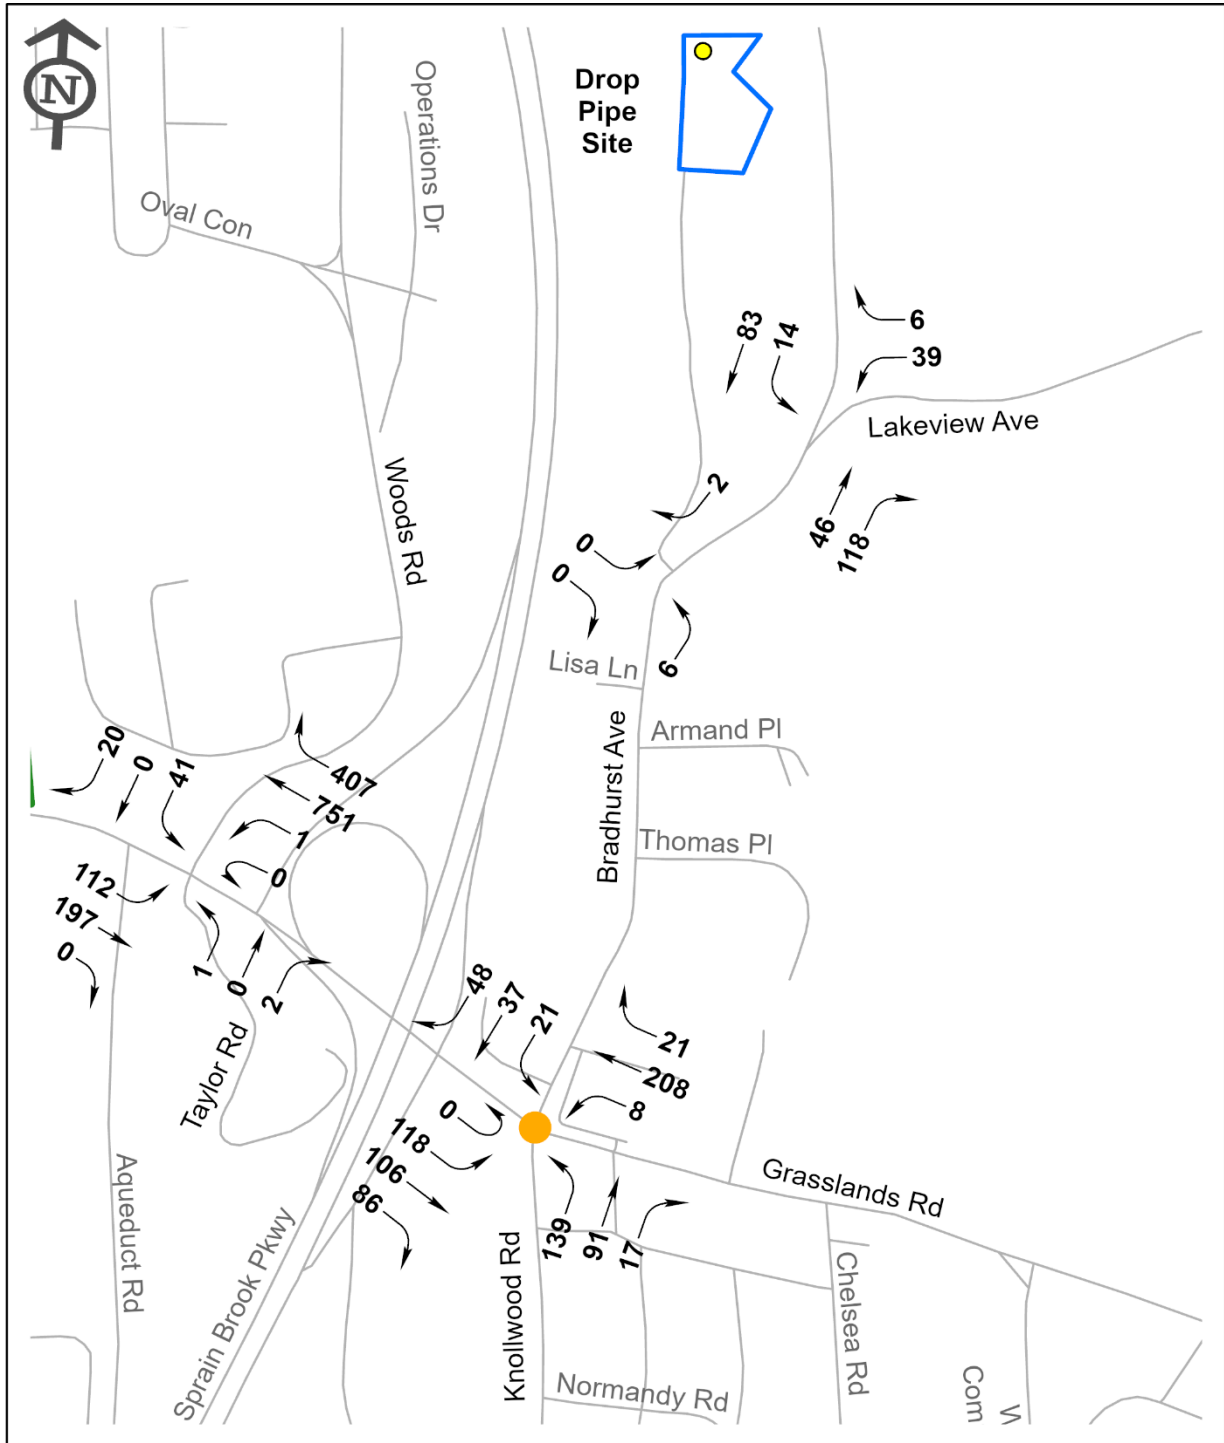 N
Drop
Pipe
Site
Operations Dr
Oval Con
83
14
6
39
Lakeview Ave
Woods Rd
2
46
118
0
0
6
Lisa Ln
Bradhurst Ave
Armand Pl
Thomas Pl
20
0
41
407
751
1
0
112
197
0
1
0
2
Taylor Rd
48
37
21
21
208
8
0
118
106
86
139
91
17
Grasslands Rd
Aqueduct Rd
Sprain Brook Pkwy
Knollwood Rd
Chelsea Rd
Normandy Rd
Com